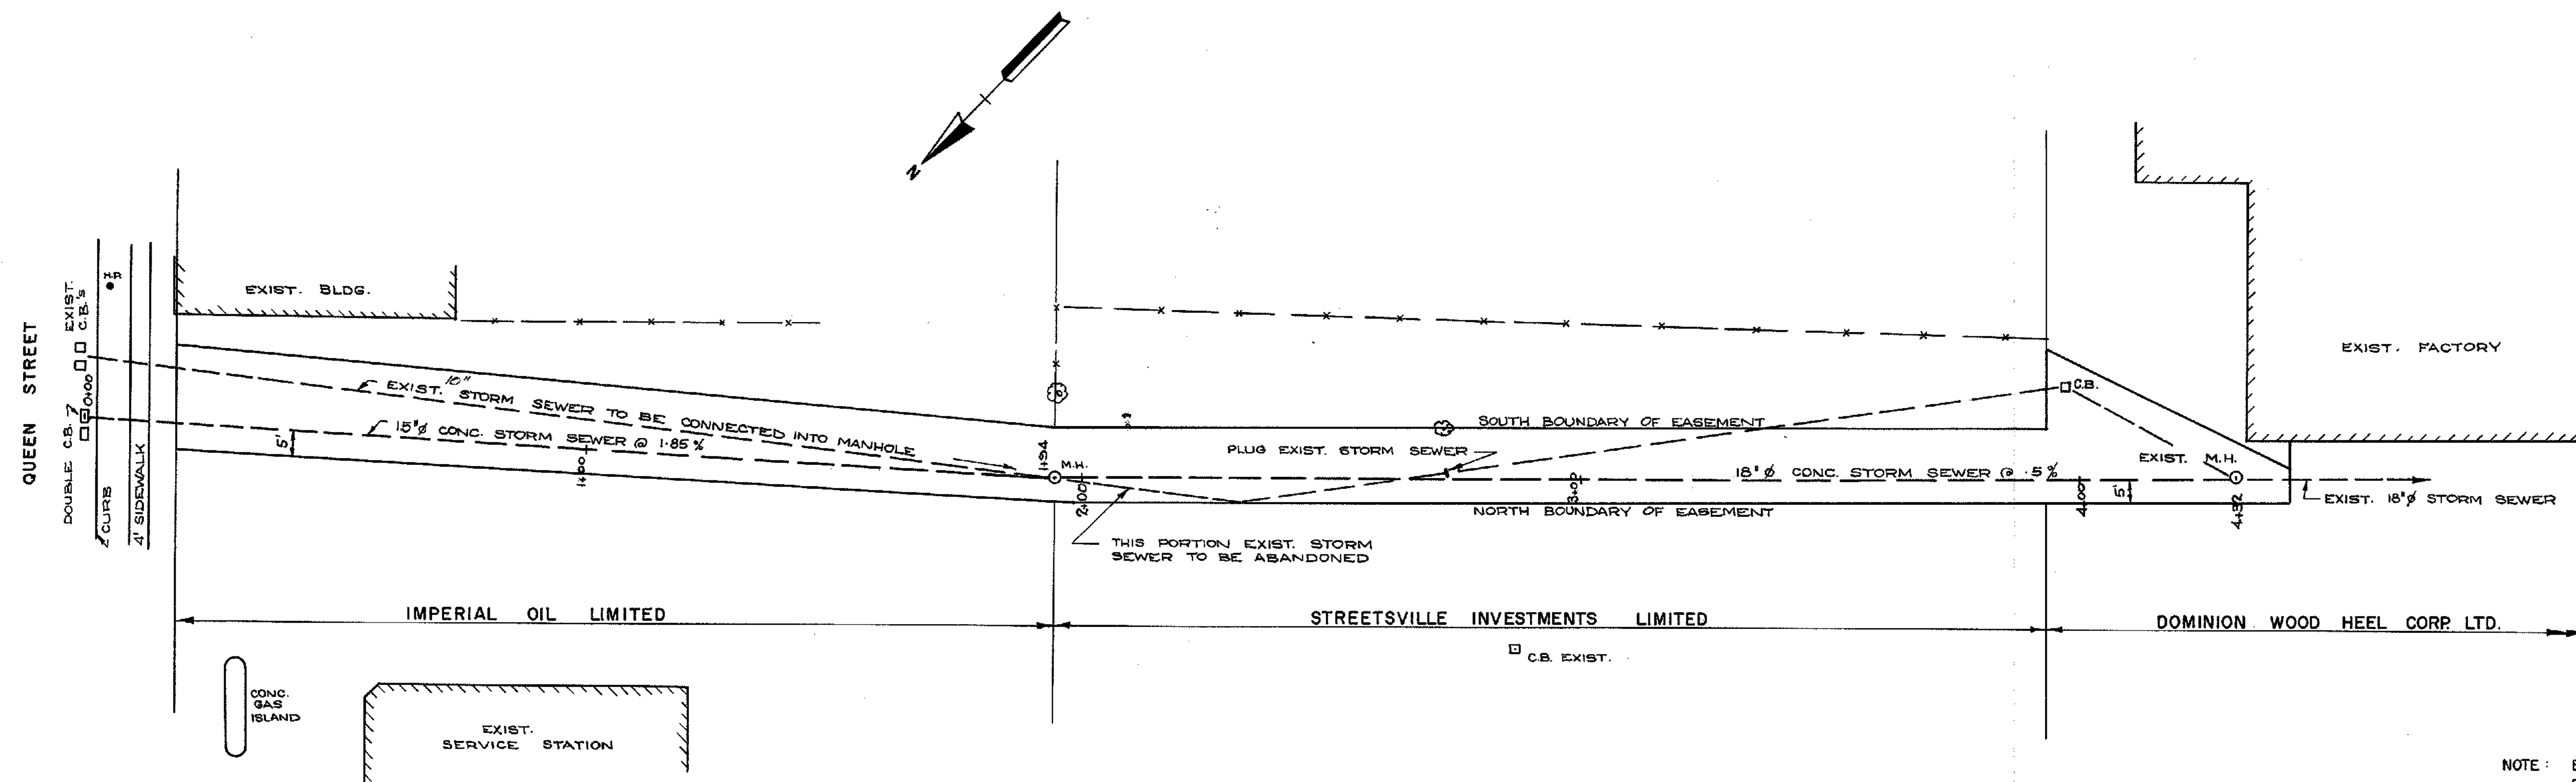 N
QUEEN STREET
DOUBLE C.B.
EXIST.
C.B.'s
0+00
H.P.
2' CURB
4' SIDEWALK
EXIST. BLDG.
EXIST. 10" STORM SEWER TO BE CONNECTED INTO MANHOLE
15"ø CONC. STORM SEWER @ 1.85%
5'
1+00
1+94
M.H.
2+00
SOUTH BOUNDARY OF EASEMENT
PLUG EXIST. STORM SEWER
18"ø CONC. STORM SEWER @ .5%
3+02
NORTH BOUNDARY OF EASEMENT
THIS PORTION EXIST. STORM
SEWER TO BE ABANDONED
C.B.
EXIST. M.H.
4+00
5'
4+32
EXIST. 18"ø STORM SEWER
EXIST. FACTORY
IMPERIAL OIL LIMITED
STREETSVILLE INVESTMENTS LIMITED
DOMINION WOOD HEEL CORP. LTD.
C.B. EXIST.
CONC.
GAS
ISLAND
EXIST.
SERVICE STATION
NOTE :